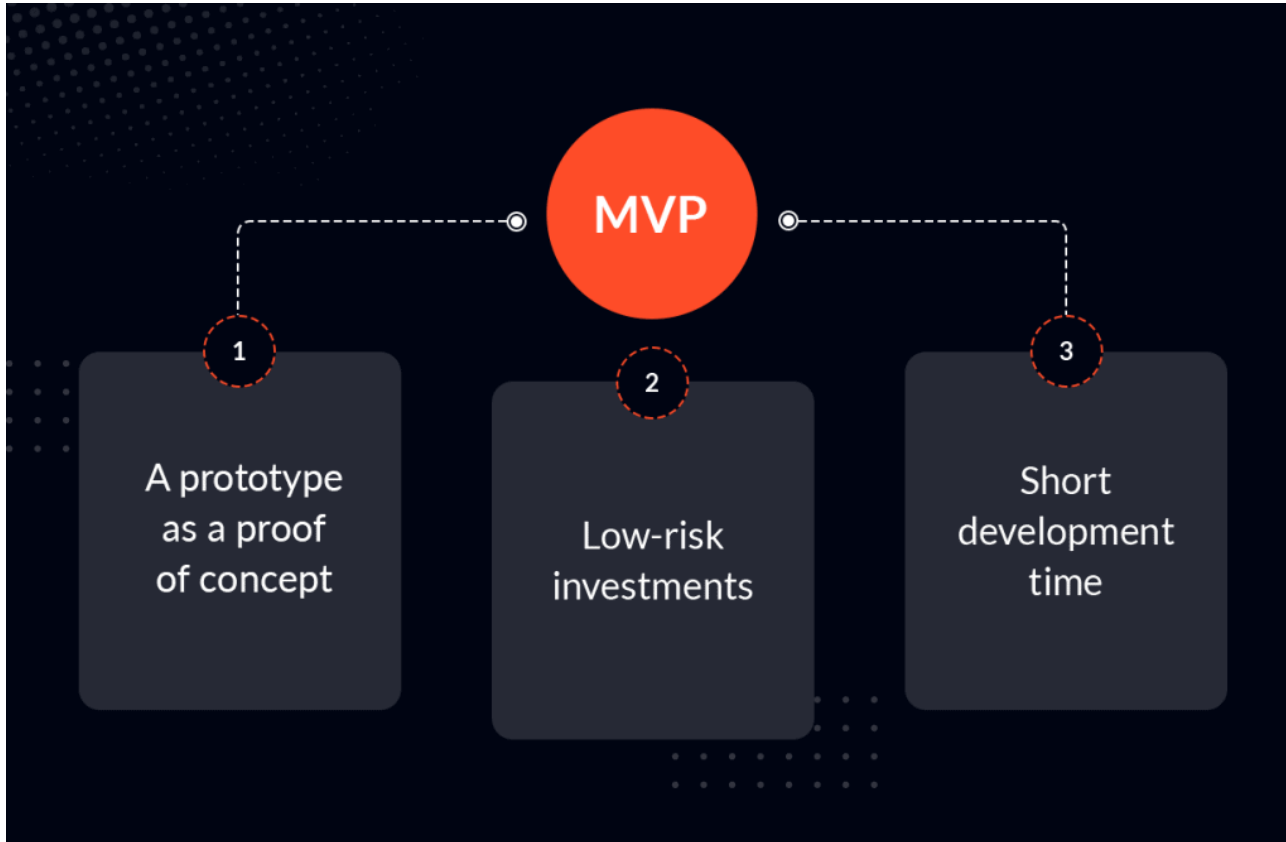 MVP
1
A prototype
as a proof
of concept
2
Low-risk
investments
3
Short
development
time